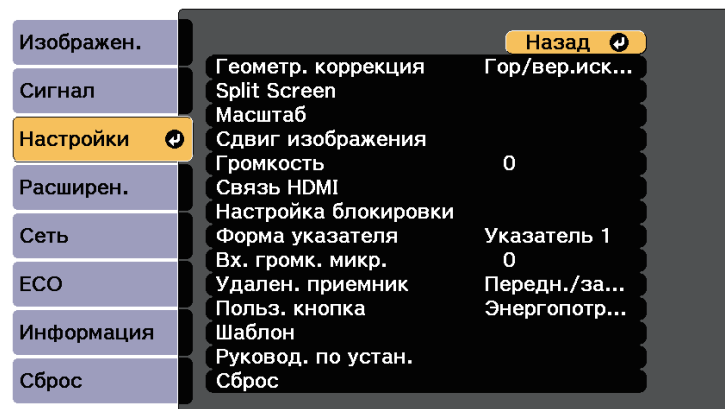 Изображен.
Сигнал
Настройки
Расширен.
Сеть
ECO
Информация
Сброс
Назад
Геометр. коррекция Гор/вер.иск...
Split Screen
Масштаб
Сдвиг изображения
Громкость 0
Связь HDMI
Настройка блокировки
Форма указателя Указатель 1
Вх. громк. микр. 0
Удален. приемник Передн./за...
Польз. кнопка Энергопотр...
Шаблон
Руковод. по устан.
Сброс